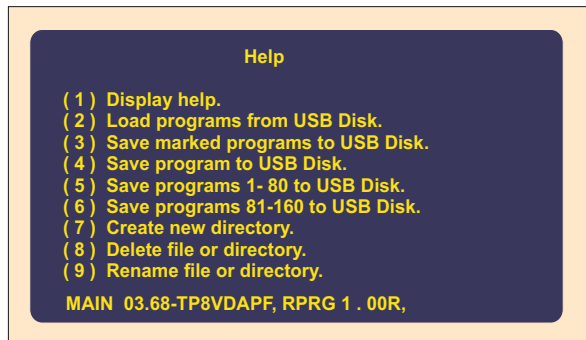 Help
( 1 ) Display help.
( 2 ) Load programs from USB Disk.
( 3 ) Save marked programs to USB Disk.
( 4 ) Save program to USB Disk.
( 5 ) Save programs 1- 80 to USB Disk.
( 6 ) Save programs 81-160 to USB Disk.
( 7 ) Create new directory.
( 8 ) Delete file or directory.
( 9 ) Rename file or directory.
MAIN 03.68-TP8VDAPF, RPRG 1 . 00R,